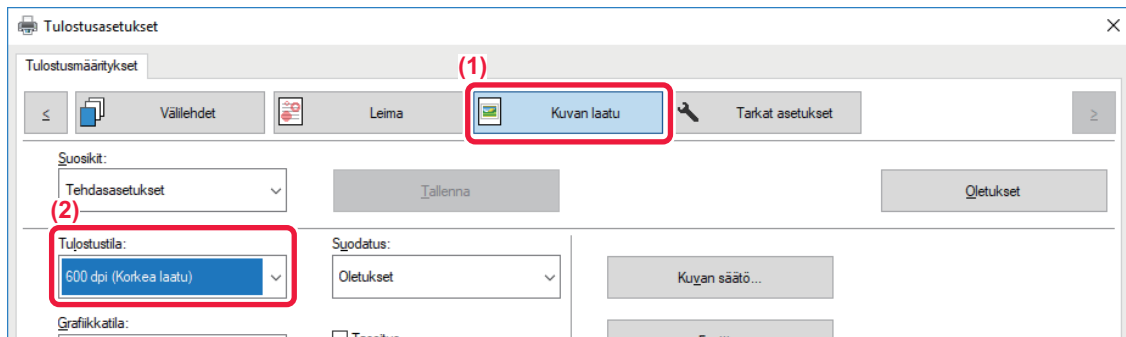 Tulostusasetukset
Tulostusmääritykset
(1)
≤ Välilehdet Leima Kuvan laatu Tarkat asetukset ≥
Suosikit:
Tehdasasetukset Tallenna Oletukset
(2)
Tulostustila: Suodatus:
600 dpi (Korkea laatu) Oletukset Kuvan säätö...
Grafiikkatila: